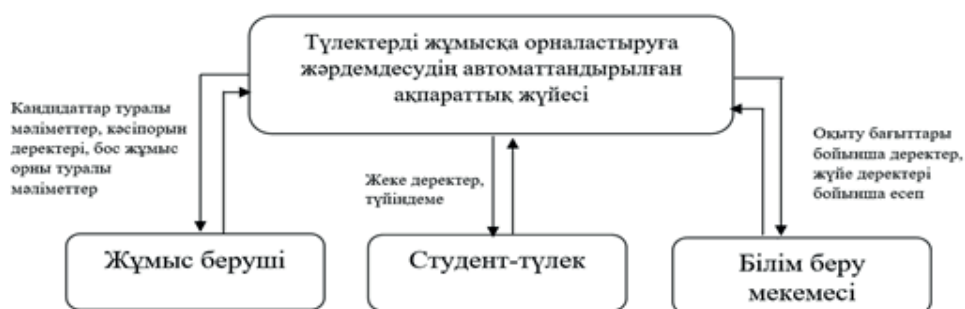 Түлектерді жұмысқа орналастыруға
жәрдемдесудің автоматтандырылған
ақпараттық жүйесі
Кандидаттар туралы
мәліметтер, кәсіпорын
деректері, бос жұмыс
орны туралы
мәліметтер
Жеке деректер,
түйіндеме
Оқыту бағыттары
бойынша деректер,
жүйе деректері
бойынша есеп
Жұмыс беруші
Студент-түлек
Білім беру
мекемесі